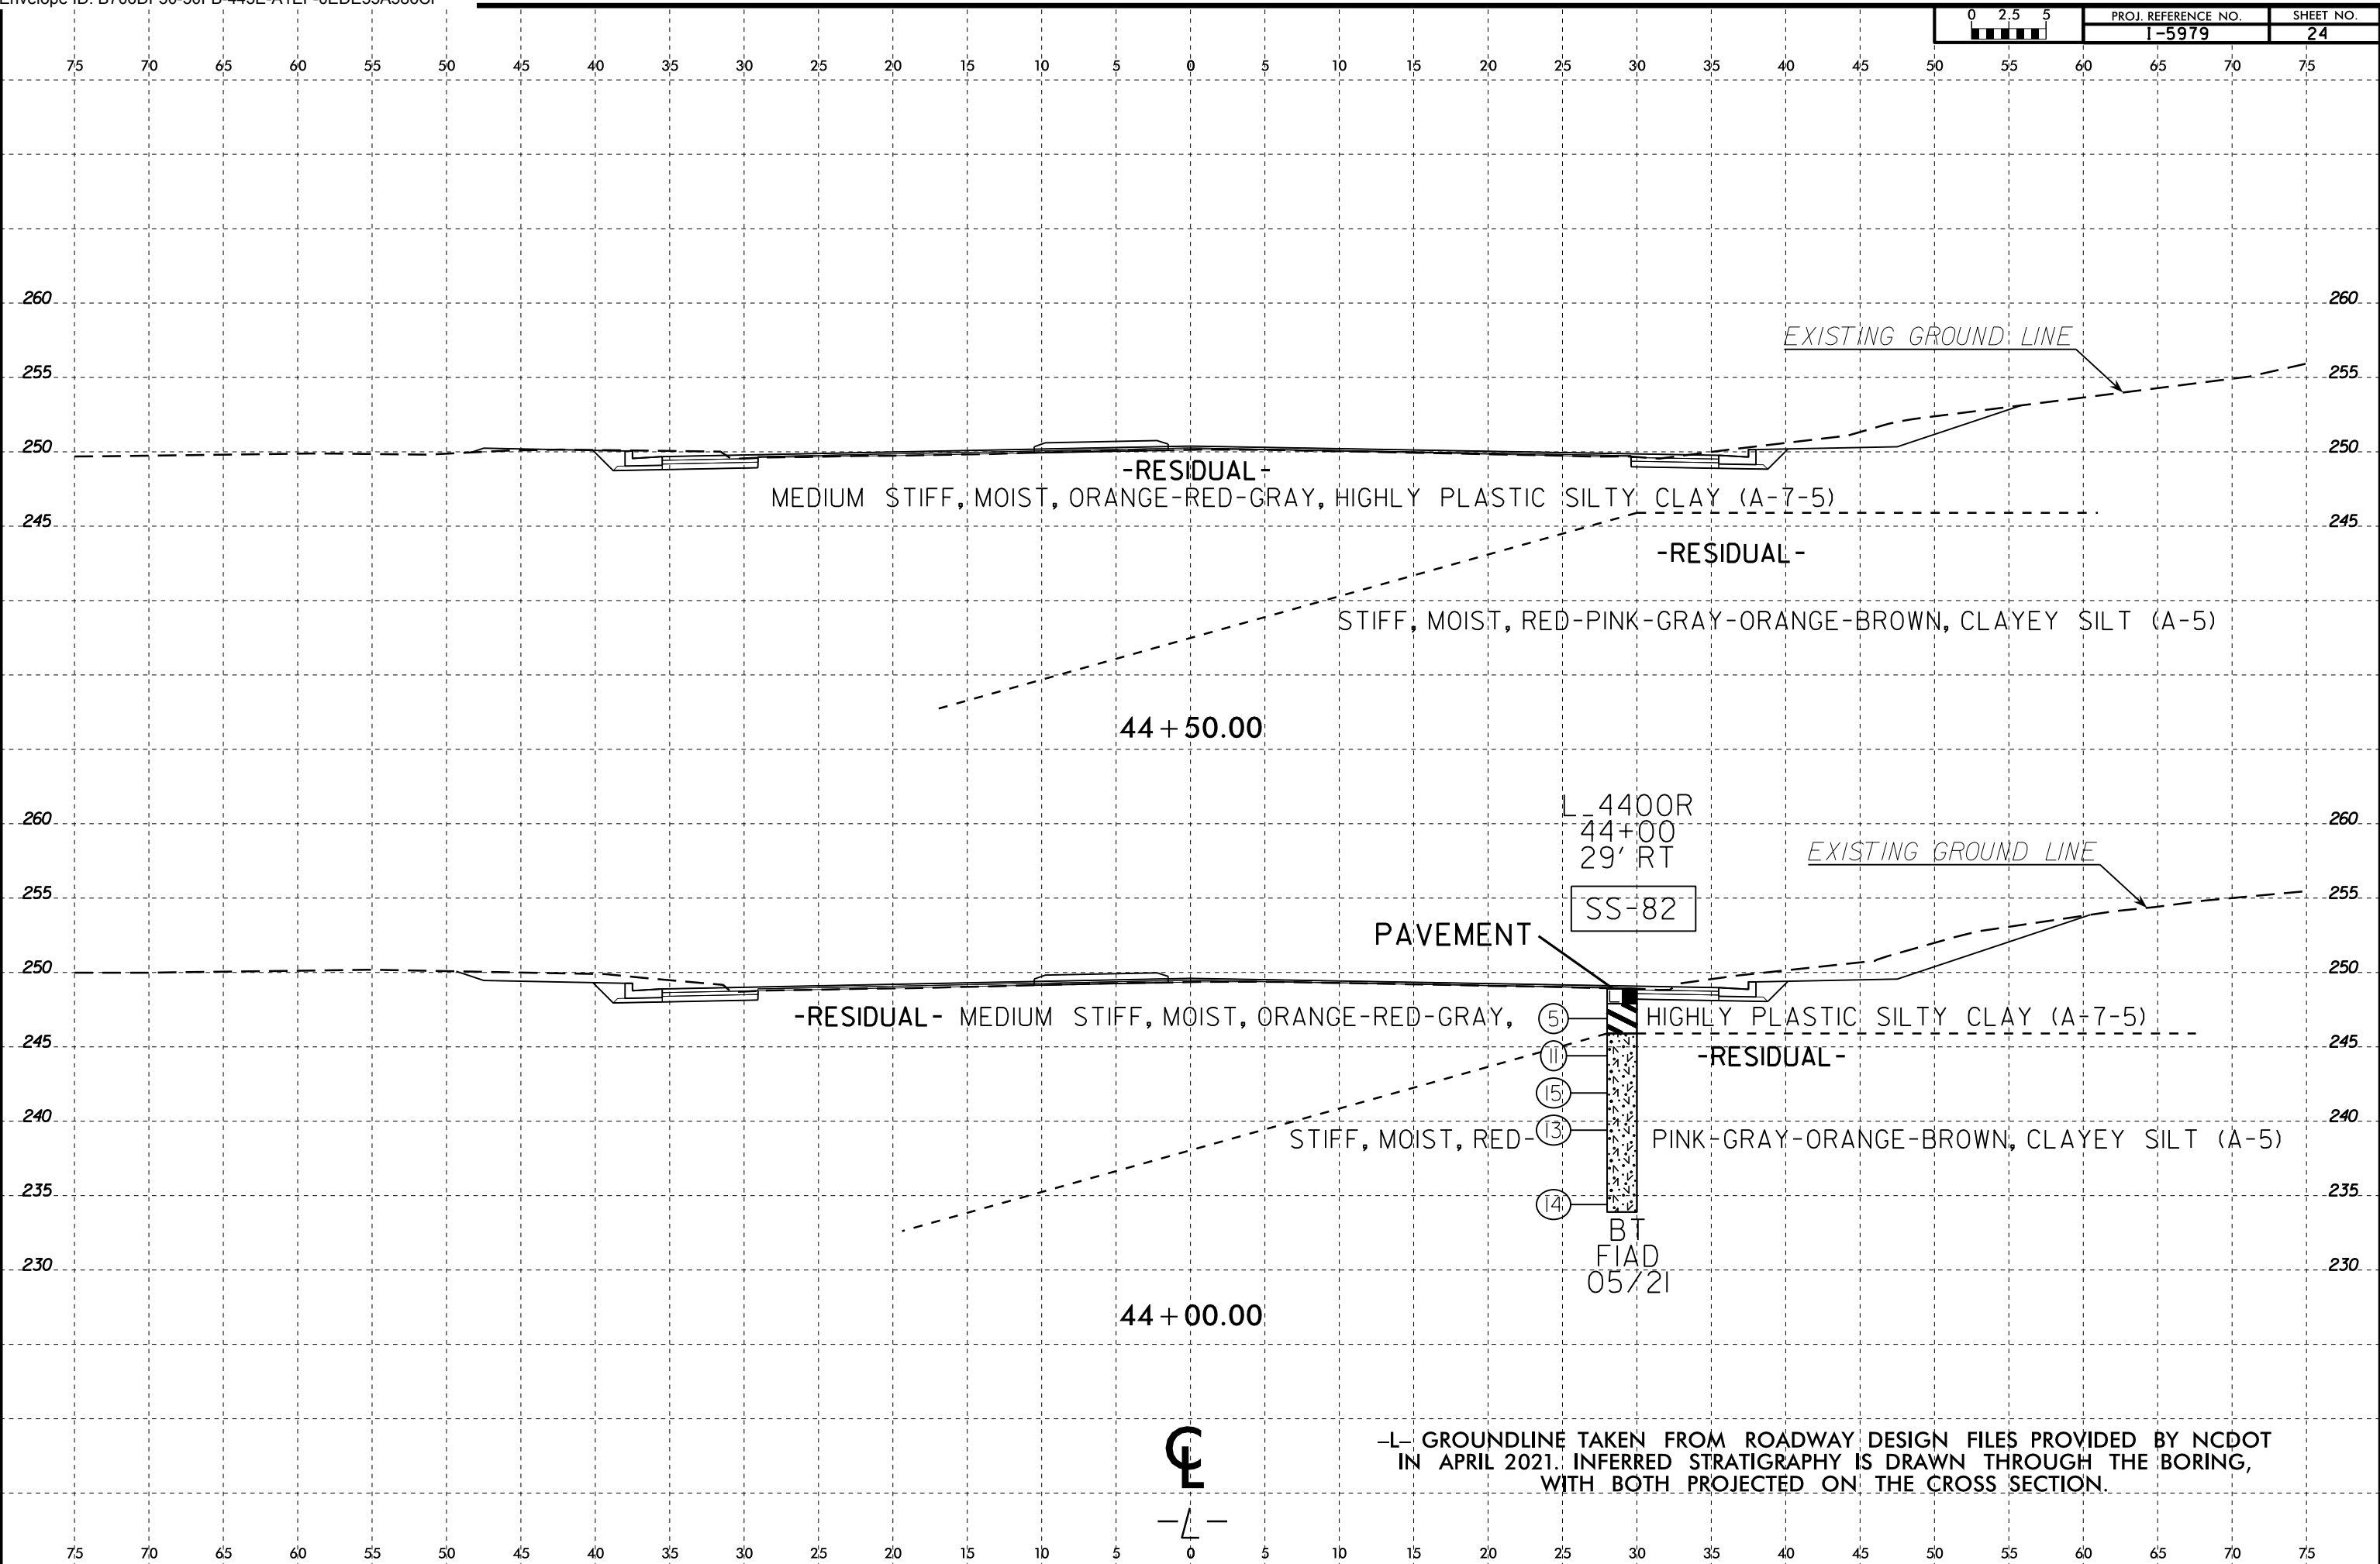 0 2.5 5
PROJ. REFERENCE NO.
SHEET NO.
I-5979
24
75 70 65 60 55 50 45 40 35 30 25 20 15 10 5 0 5 10 15 20 25 30 35 40 45 50 55 60 65 70 75
260 260
EXISTING GROUND LINE
255 255
250 250
-RESIDUAL-
MEDIUM STIFF, MOIST, ORANGE-RED-GRAY, HIGHLY PLASTIC SILTY CLAY (A-7-5)
245 245
-RESIDUAL-
STIFF, MOIST, RED-PINK-GRAY-ORANGE-BROWN, CLAYEY SILT (A-5)
44+50.00
L_4400R
44+00
29' RT
260 260
EXISTING GROUND LINE
255 255
SS-82
PAVEMENT
250 250
-RESIDUAL- MEDIUM STIFF, MOIST, ORANGE-RED-GRAY, 5 HIGHLY PLASTIC SILTY CLAY (A-7-5)
245 245
11
-RESIDUAL-
15
240 240
STIFF, MOIST, RED- 13 PINK-GRAY-ORANGE-BROWN, CLAYEY SILT (A-5)
235 235
14
BT
FIAD
05/21
230 230
44+00.00
CL
-L-
-L- GROUNDLINE TAKEN FROM ROADWAY DESIGN FILES PROVIDED BY NCDOT
IN APRIL 2021. INFERRED STRATIGRAPHY IS DRAWN THROUGH THE BORING,
WITH BOTH PROJECTED ON THE CROSS SECTION.
75 70 65 60 55 50 45 40 35 30 25 20 15 10 5 0 5 10 15 20 25 30 35 40 45 50 55 60 65 70 75